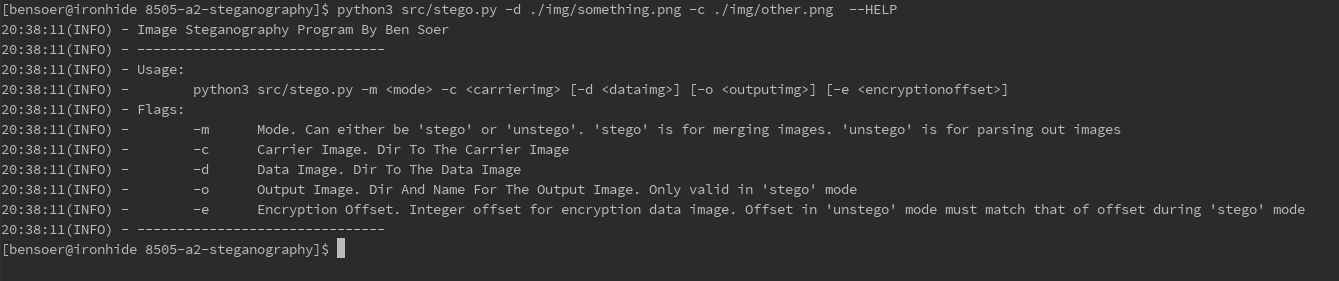 [bensoer@ironhide 8505-a2-steganography]$ python3 src/stego.py -d ./img/something.png -c ./img/other.png  --HELP
20:38:11(INFO) - Image Steganography Program By Ben Soer
20:38:11(INFO) - -------------------------------
20:38:11(INFO) - Usage:
20:38:11(INFO) -        python3 src/stego.py -m <mode> -c <carrierimg> [-d <dataimg>] [-o <outputimg>] [-e <encryptionoffset>]
20:38:11(INFO) - Flags:
20:38:11(INFO) -        -m      Mode. Can either be 'stego' or 'unstego'. 'stego' is for merging images. 'unstego' is for parsing out images
20:38:11(INFO) -        -c      Carrier Image. Dir To The Carrier Image
20:38:11(INFO) -        -d      Data Image. Dir To The Data Image
20:38:11(INFO) -        -o      Output Image. Dir And Name For The Output Image. Only valid in 'stego' mode
20:38:11(INFO) -        -e      Encryption Offset. Integer offset for encryption data image. Offset in 'unstego' mode must match that of offset during 'stego' mode
20:38:11(INFO) - -------------------------------
[bensoer@ironhide 8505-a2-steganography]$